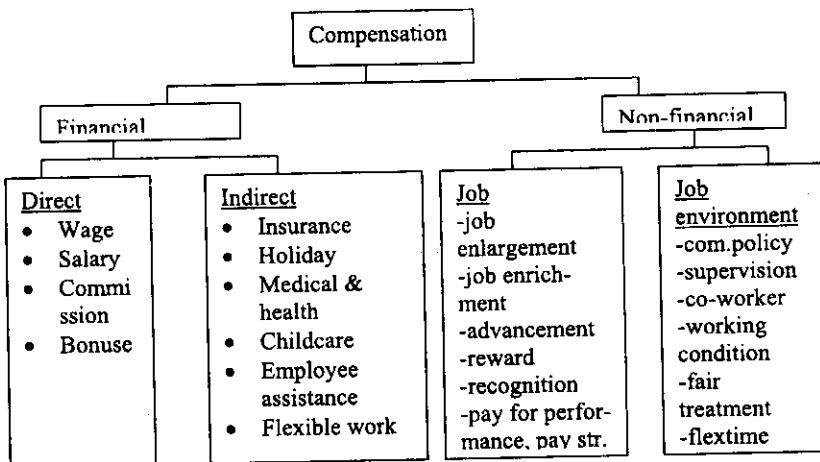 Compensation
Financial
Non-financial
Direct
• Wage
• Salary
• Commi
ssion
• Bonuse
Indirect
• Insurance
• Holiday
• Medical &
health
• Childcare
• Employee
assistance
• Flexible work
Job
-job
enlargement
-job enrich-
ment
-advancement
-reward
-recognition
-pay for perfor-
mance, pay str.
Job
environment
-com.policy
-supervision
-co-worker
-working
condition
-fair
treatment
-flextime